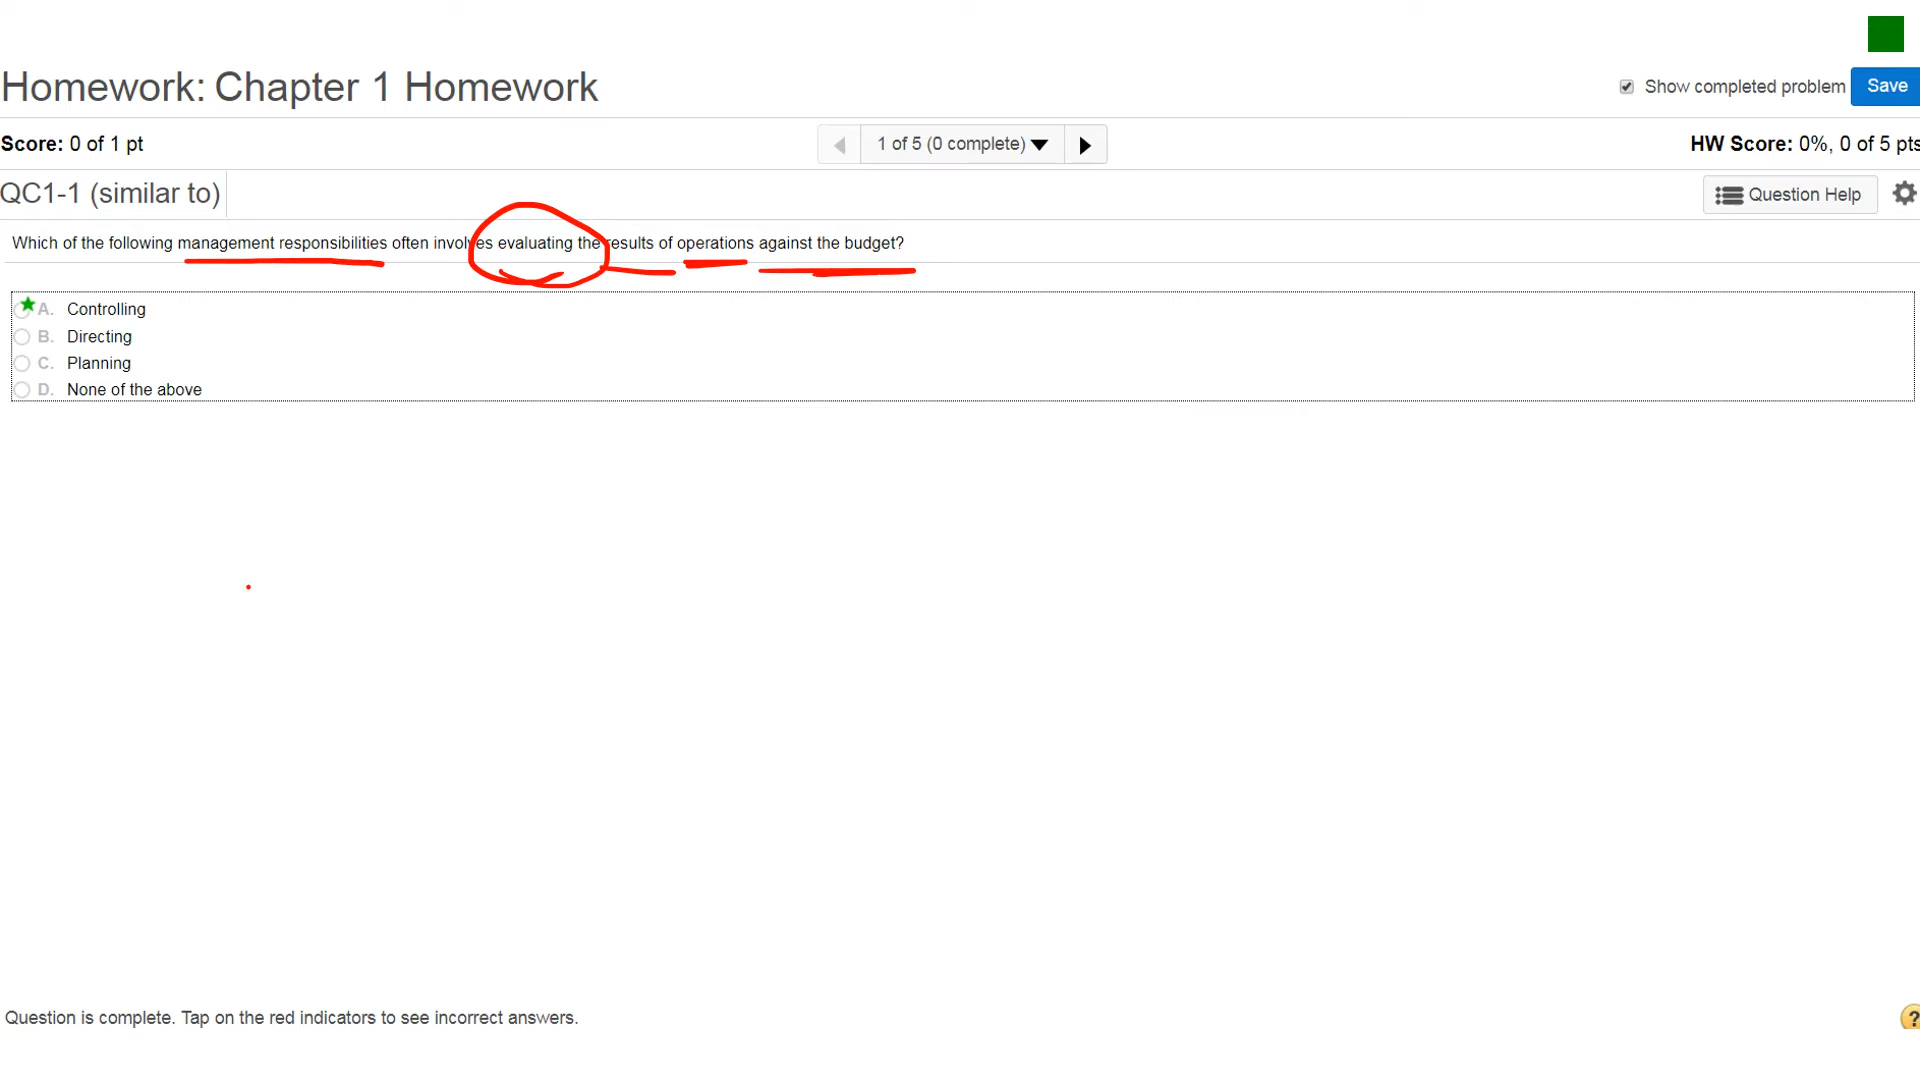 Homework: Chapter 1 Homework
Show completed problem
Save
Score: 0 of 1 pt
1 of 5 (0 complete)
HW Score: 0%, 0 of 5 pts
QC1-1 (similar to)
Question Help
Which of the following management responsibilities often involves evaluating the results of operations against the budget?
A. Controlling
B. Directing
C. Planning
D. None of the above
Question is complete. Tap on the red indicators to see incorrect answers.
?